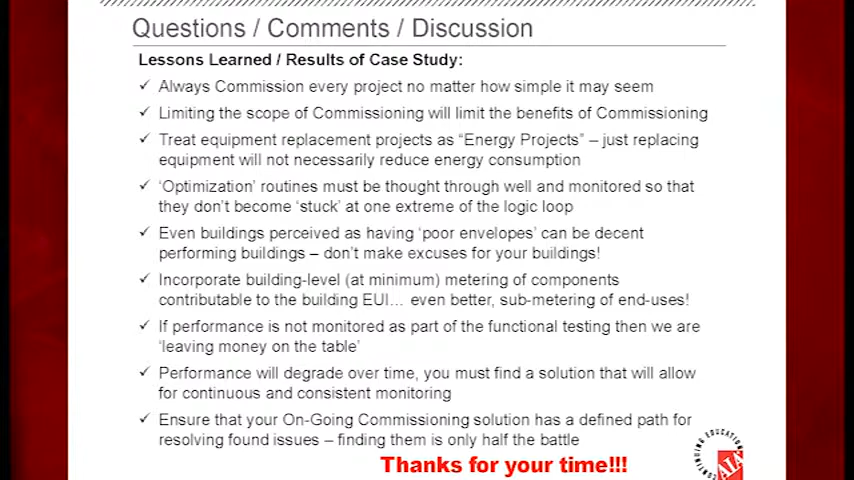 Questions / Comments / Discussion
Lessons Learned / Results of Case Study:
✓ Always Commission every project no matter how simple it may seem
✓ Limiting the scope of Commissioning will limit the benefits of Commissioning
✓ Treat equipment replacement projects as “Energy Projects” – just replacing
equipment will not necessarily reduce energy consumption
✓ ‘Optimization’ routines must be thought through well and monitored so that
they don’t become ‘stuck’ at one extreme of the logic loop
✓ Even buildings perceived as having ‘poor envelopes’ can be decent
performing buildings – don’t make excuses for your buildings!
✓ Incorporate building-level (at minimum) metering of components
contributable to the building EUI… even better, sub-metering of end-uses!
✓ If performance is not monitored as part of the functional testing then we are
‘leaving money on the table’
✓ Performance will degrade over time, you must find a solution that will allow
for continuous and consistent monitoring
✓ Ensure that your On-Going Commissioning solution has a defined path for
resolving found issues – finding them is only half the battle
Thanks for your time!!!
CONTINUING EDUCATION
AIA